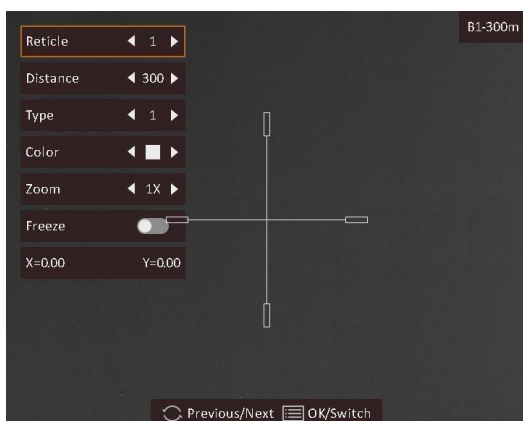 B1-300m
Reticle 1
Distance 300
Type 1
Color
Zoom 1X
Freeze
X=0.00 Y=0.00
Previous/Next OK/Switch